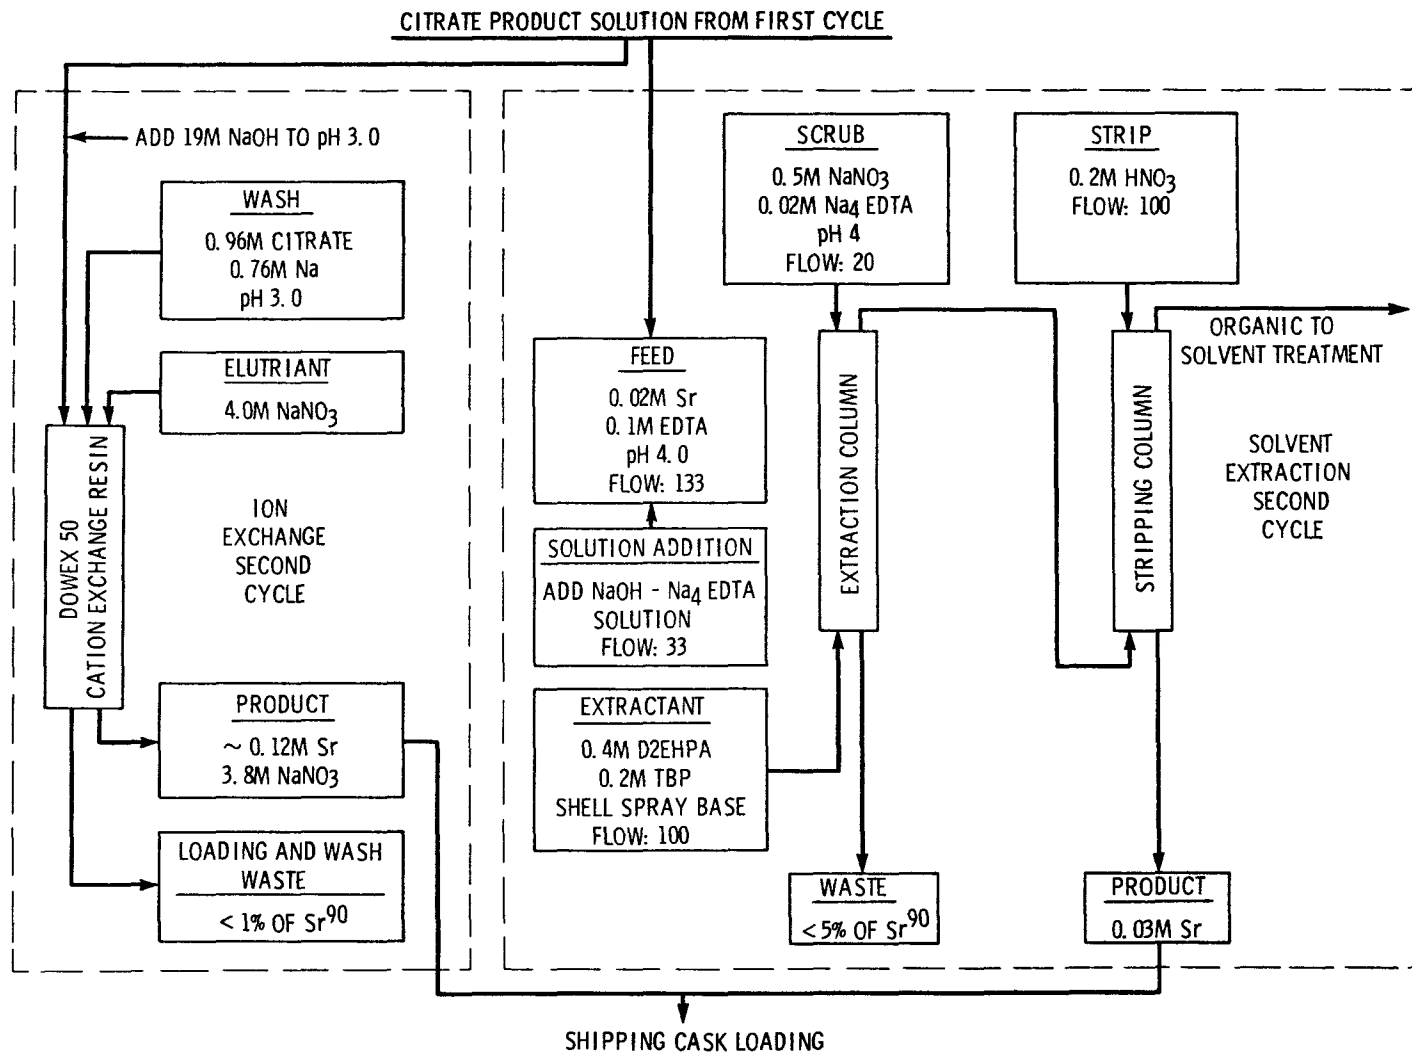 CITRATE PRODUCT SOLUTION FROM FIRST CYCLE
ADD 19M NaOH TO pH 3.0
WASH
0.96M CITRATE
0.76M Na
pH 3.0
ELUTRIANT
4.0M NaNO3
DOWEX 50
CATION EXCHANGE RESIN
ION
EXCHANGE
SECOND
CYCLE
PRODUCT
~ 0.12M Sr
3.8M NaNO3
LOADING AND WASH
WASTE
< 1% OF Sr90
SCRUB
0.5M NaNO3
0.02M Na4 EDTA
pH 4
FLOW: 20
STRIP
0.2M HNO3
FLOW: 100
ORGANIC TO
SOLVENT TREATMENT
FEED
0.02M Sr
0.1M EDTA
pH 4.0
FLOW: 133
SOLUTION ADDITION
ADD NaOH - Na4 EDTA
SOLUTION
FLOW: 33
EXTRACTANT
0.4M D2EHPA
0.2M TBP
SHELL SPRAY BASE
FLOW: 100
EXTRACTION COLUMN
STRIPPING COLUMN
SOLVENT
EXTRACTION
SECOND
CYCLE
WASTE
< 5% OF Sr90
PRODUCT
0.03M Sr
SHIPPING CASK LOADING